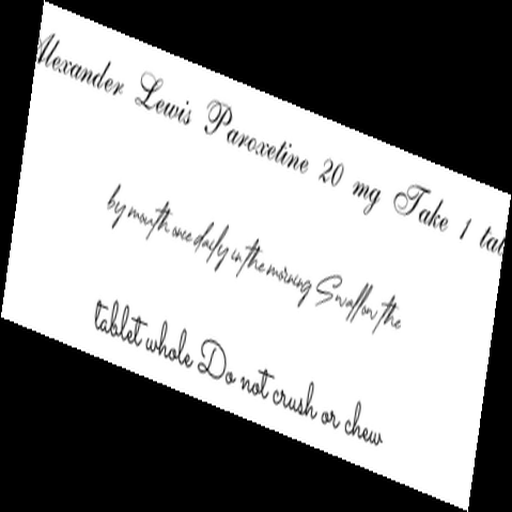 Alexander Lewis Paroxetine 20 mg Take 1 tab
by mouth once daily in the morning Swallow the
tablet whole Do not crush or chew